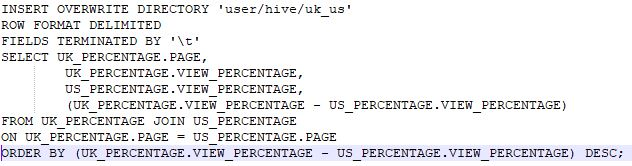 INSERT OVERWRITE DIRECTORY 'user/hive/uk_us'
ROW FORMAT DELIMITED
FIELDS TERMINATED BY '\t'
SELECT UK_PERCENTAGE.PAGE,
UK_PERCENTAGE.VIEW_PERCENTAGE,
US_PERCENTAGE.VIEW_PERCENTAGE,
(UK_PERCENTAGE.VIEW_PERCENTAGE - US_PERCENTAGE.VIEW_PERCENTAGE)
FROM UK_PERCENTAGE JOIN US_PERCENTAGE
ON UK_PERCENTAGE.PAGE = US_PERCENTAGE.PAGE
ORDER BY (UK_PERCENTAGE.VIEW_PERCENTAGE - US_PERCENTAGE.VIEW_PERCENTAGE) DESC;